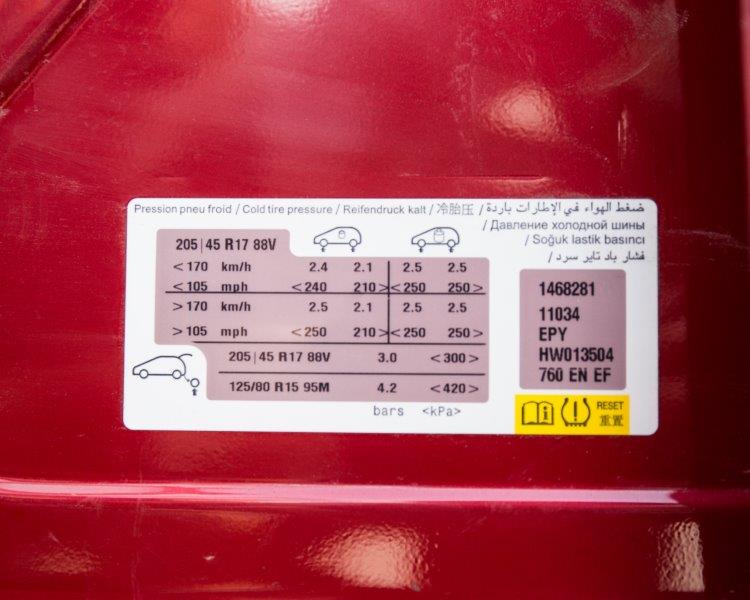 Pression pneu froid / Cold tire pressure / Reifendruck kalt / 冷胎压 / ضغط الهواء في الإطارات باردة
/ Давление холодной шины
/ Soğuk lastik basıncı
/ فشار باد تایر سرد
205|45 R17 88V
<170 km/h 2.4 2.1 2.5 2.5
<105 mph <240 210> <250 250>
>170 km/h 2.5 2.1 2.5 2.5
>105 mph <250 210> <250 250>
205|45 R17 88V 3.0 <300>
125/80 R15 95M 4.2 <420>
bars <kPa>
1468281
11034
EPY
HW013504
760 EN EF
RESET
重置